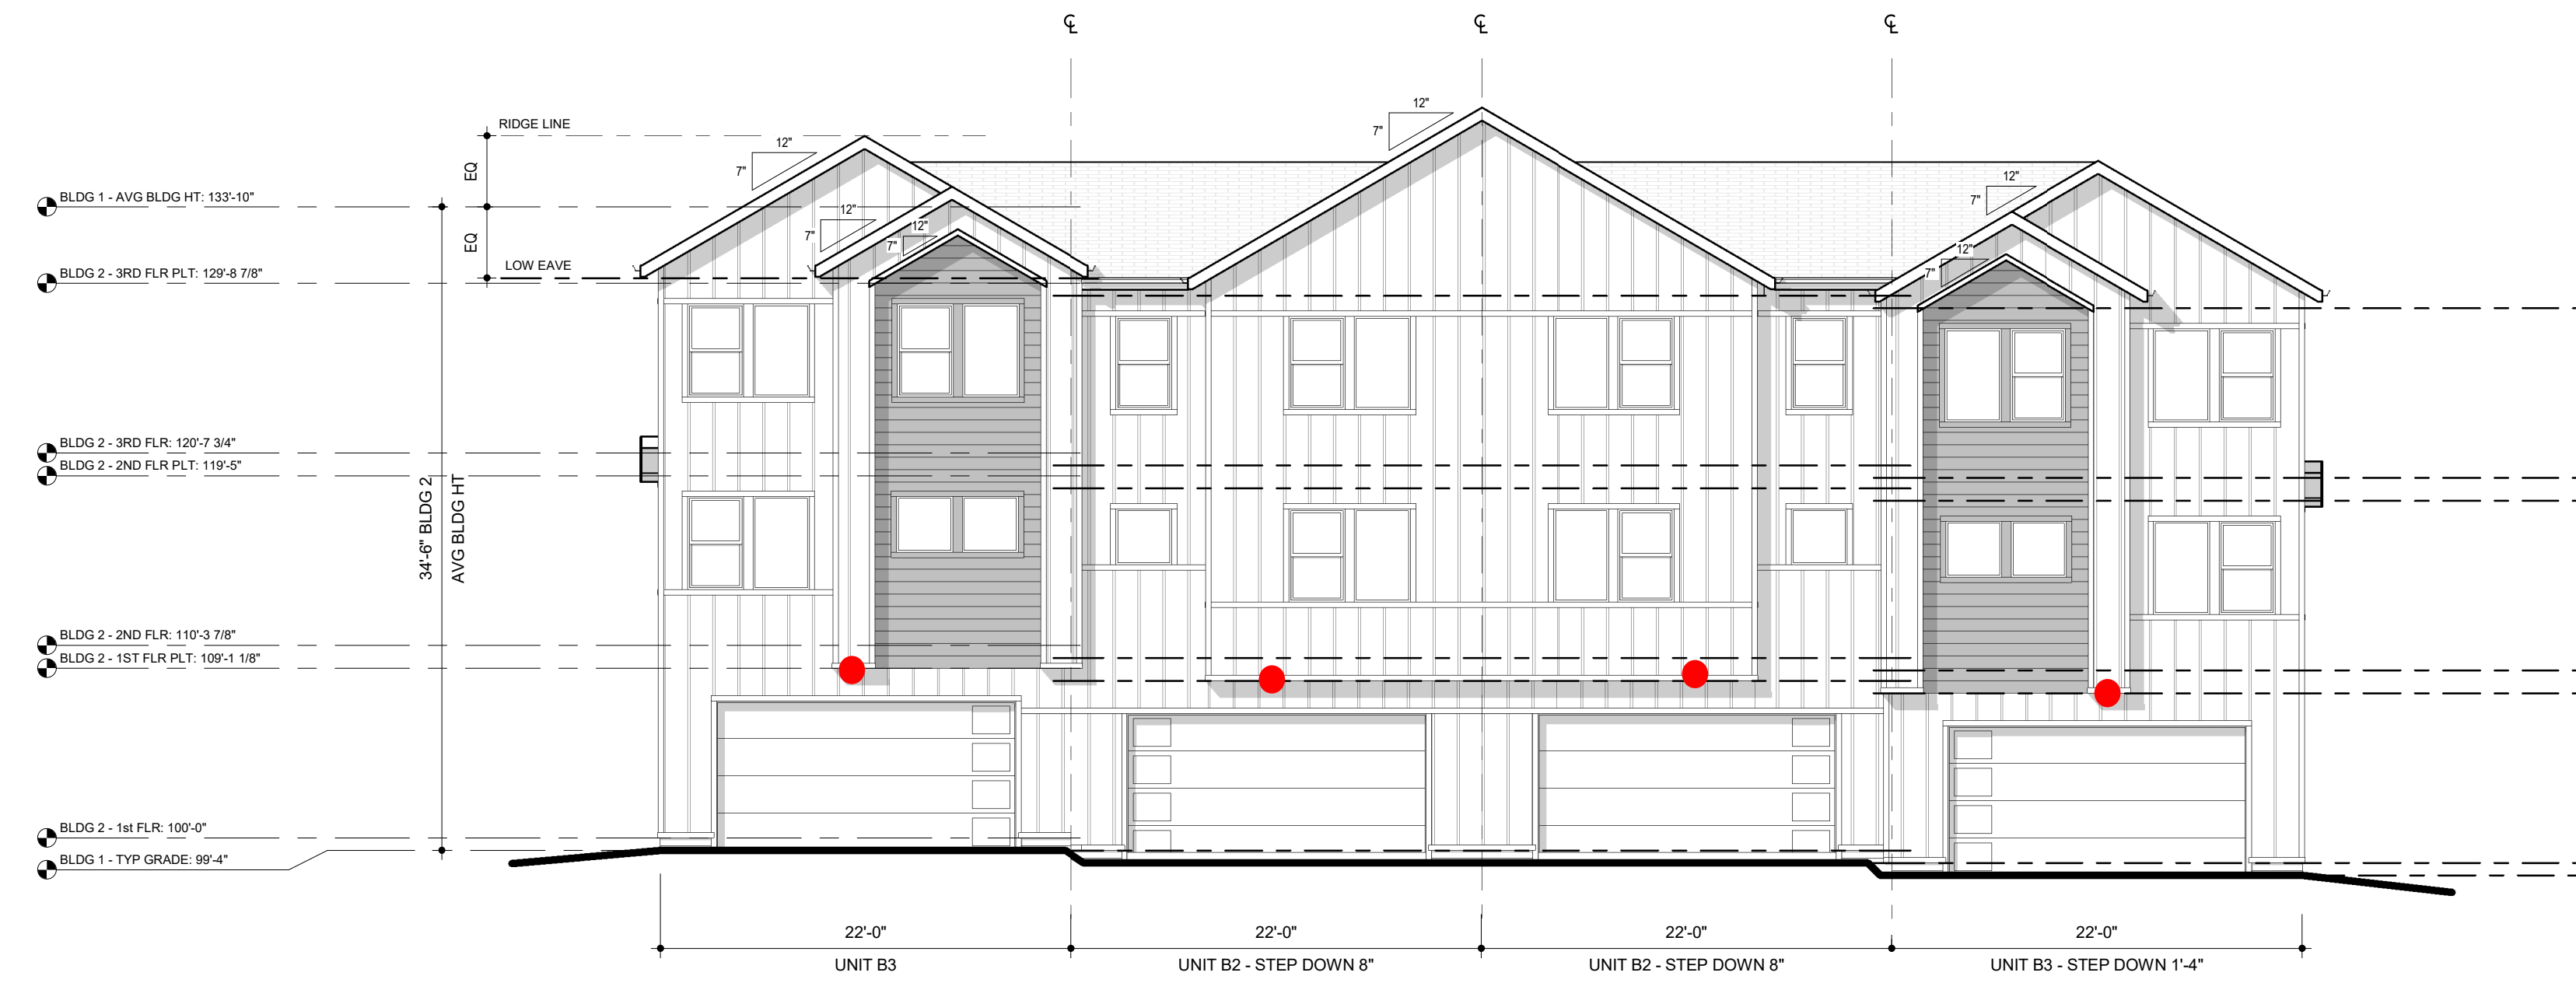 ℄ ℄ ℄
12"
7"
RIDGE LINE
12"
7"
EQ
12"
7"
BLDG 1 - AVG BLDG HT: 133'-10"
12"
7"
12"
7"
EQ
12"
7"
LOW EAVE
BLDG 2 - 3RD FLR PLT: 129'-8 7/8"
BLDG 2 - 3RD FLR: 120'-7 3/4"
BLDG 2 - 2ND FLR PLT: 119'-5"
34'-6" BLDG 2
AVG BLDG HT
BLDG 2 - 2ND FLR: 110'-3 7/8"
BLDG 2 - 1ST FLR PLT: 109'-1 1/8"
BLDG 2 - 1st FLR: 100'-0"
BLDG 1 - TYP GRADE: 99'-4"
22'-0" 22'-0" 22'-0" 22'-0"
UNIT B3 UNIT B2 - STEP DOWN 8" UNIT B2 - STEP DOWN 8" UNIT B3 - STEP DOWN 1'-4"